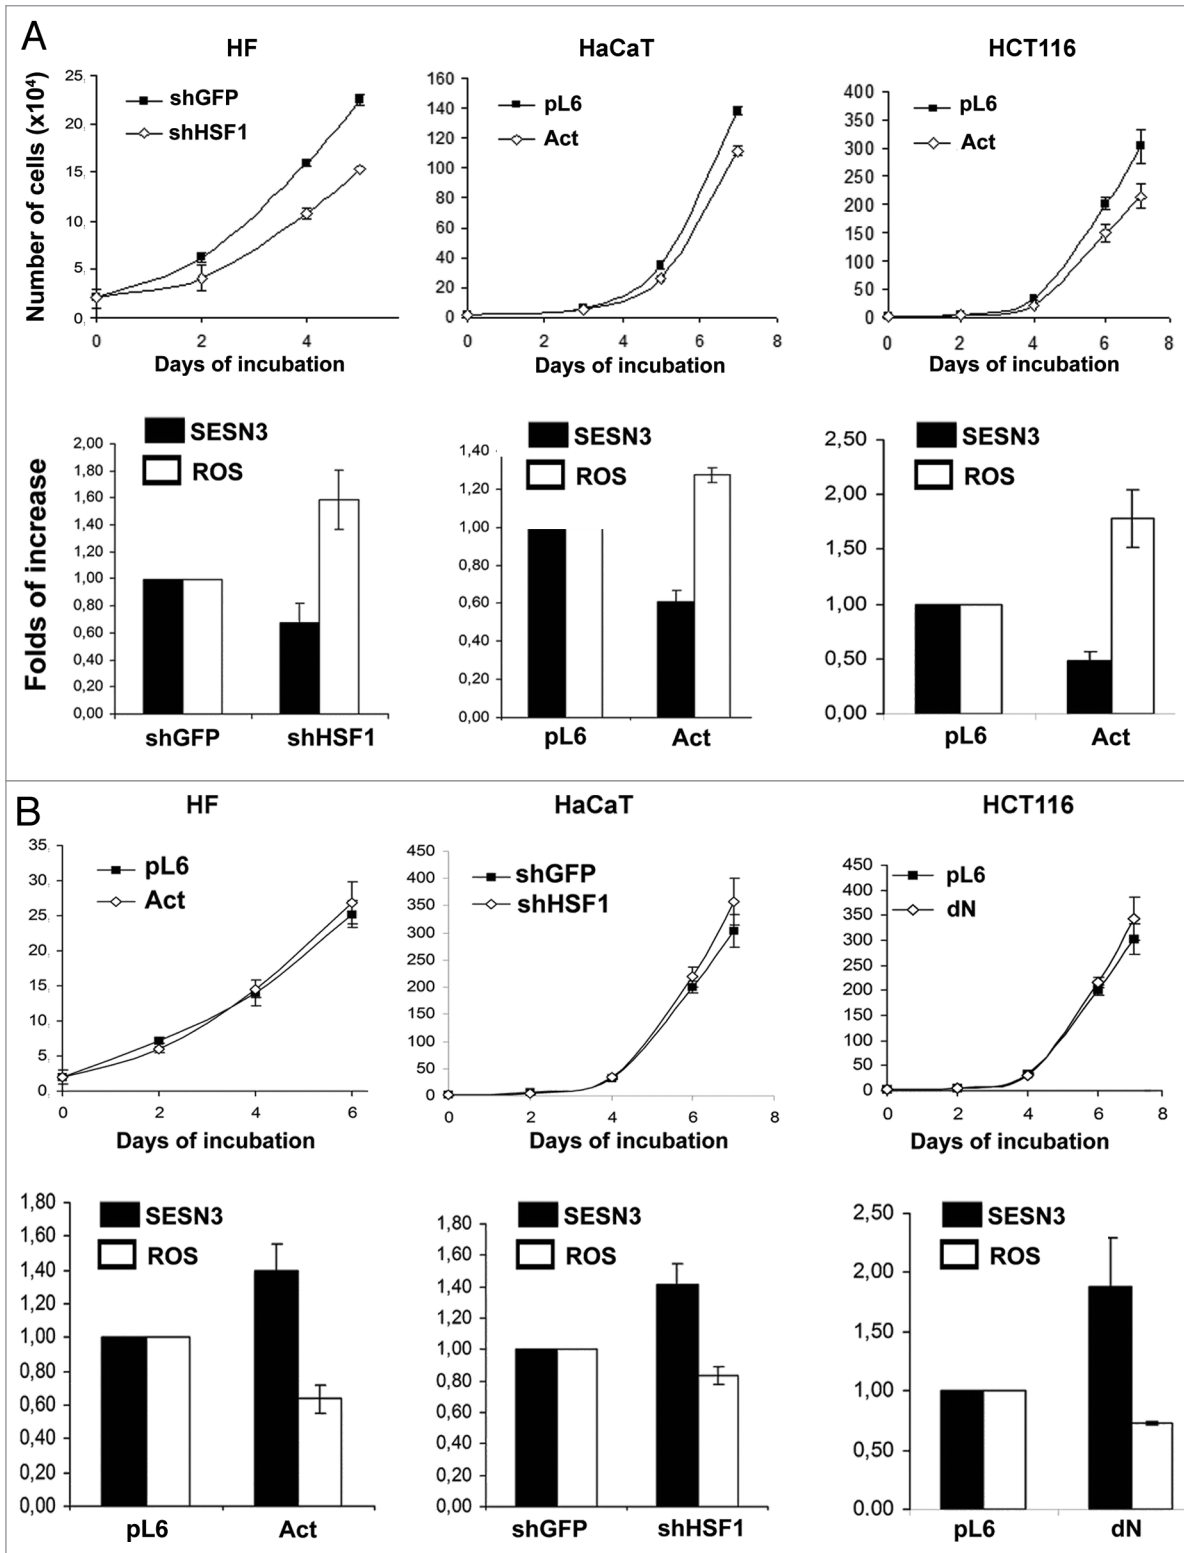 A
HF
HaCaT
HCT116
Number of cells (x10⁴)
25
20
15
10
5
0
shGFP
shHSF1
0
2
4
Days of incubation
160
140
120
100
80
60
40
20
0
pL6
Act
0
2
4
6
8
Days of incubation
400
350
300
250
200
150
100
50
0
pL6
Act
0
2
4
6
8
Days of incubation
Folds of increase
2,00
1,80
1,60
1,40
1,20
1,00
0,80
0,60
0,40
0,20
0,00
SESN3
ROS
shGFP
shHSF1
1,40
1,20
1,00
0,80
0,60
0,40
0,20
0,00
SESN3
ROS
pL6
Act
2,50
2,00
1,50
1,00
0,50
0,00
SESN3
ROS
pL6
Act
B
HF
HaCaT
HCT116
35
30
25
20
15
10
5
0
pL6
Act
0
2
4
6
Days of incubation
450
400
350
300
250
200
150
100
50
0
shGFP
shHSF1
0
2
4
6
8
Days of incubation
450
400
350
300
250
200
150
100
50
0
pL6
dN
0
2
4
6
8
Days of incubation
1,80
1,60
1,40
1,20
1,00
0,80
0,60
0,40
0,20
0,00
SESN3
ROS
pL6
Act
1,80
1,60
1,40
1,20
1,00
0,80
0,60
0,40
0,20
0,00
SESN3
ROS
shGFP
shHSF1
2,50
2,00
1,50
1,00
0,50
0.00
SESN3
ROS
pL6
dN